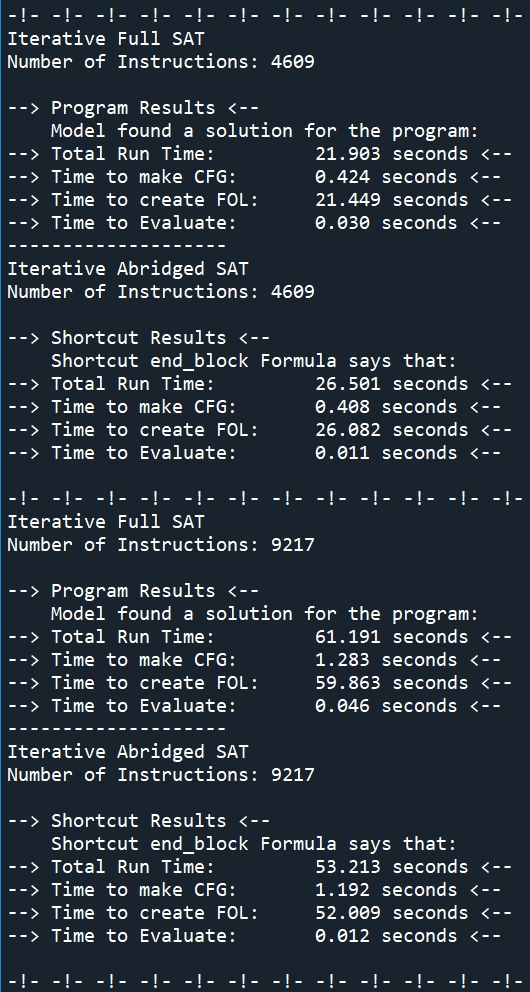 -!- -!- -!- -!- -!- -!- -!- -!- -!- -!- -!- -!-
Iterative Full SAT
Number of Instructions: 4609
--> Program Results <--
Model found a solution for the program:
--> Total Run Time: 21.903 seconds <--
--> Time to make CFG: 0.424 seconds <--
--> Time to create FOL: 21.449 seconds <--
--> Time to Evaluate: 0.030 seconds <--
--------------------
Iterative Abridged SAT
Number of Instructions: 4609
--> Shortcut Results <--
Shortcut end_block Formula says that:
--> Total Run Time: 26.501 seconds <--
--> Time to make CFG: 0.408 seconds <--
--> Time to create FOL: 26.082 seconds <--
--> Time to Evaluate: 0.011 seconds <--
-!- -!- -!- -!- -!- -!- -!- -!- -!- -!- -!- -!-
Iterative Full SAT
Number of Instructions: 9217
--> Program Results <--
Model found a solution for the program:
--> Total Run Time: 61.191 seconds <--
--> Time to make CFG: 1.283 seconds <--
--> Time to create FOL: 59.863 seconds <--
--> Time to Evaluate: 0.046 seconds <--
--------------------
Iterative Abridged SAT
Number of Instructions: 9217
--> Shortcut Results <--
Shortcut end_block Formula says that:
--> Total Run Time: 53.213 seconds <--
--> Time to make CFG: 1.192 seconds <--
--> Time to create FOL: 52.009 seconds <--
--> Time to Evaluate: 0.012 seconds <--
-!- -!- -!- -!- -!- -!- -!- -!- -!- -!- -!- -!-